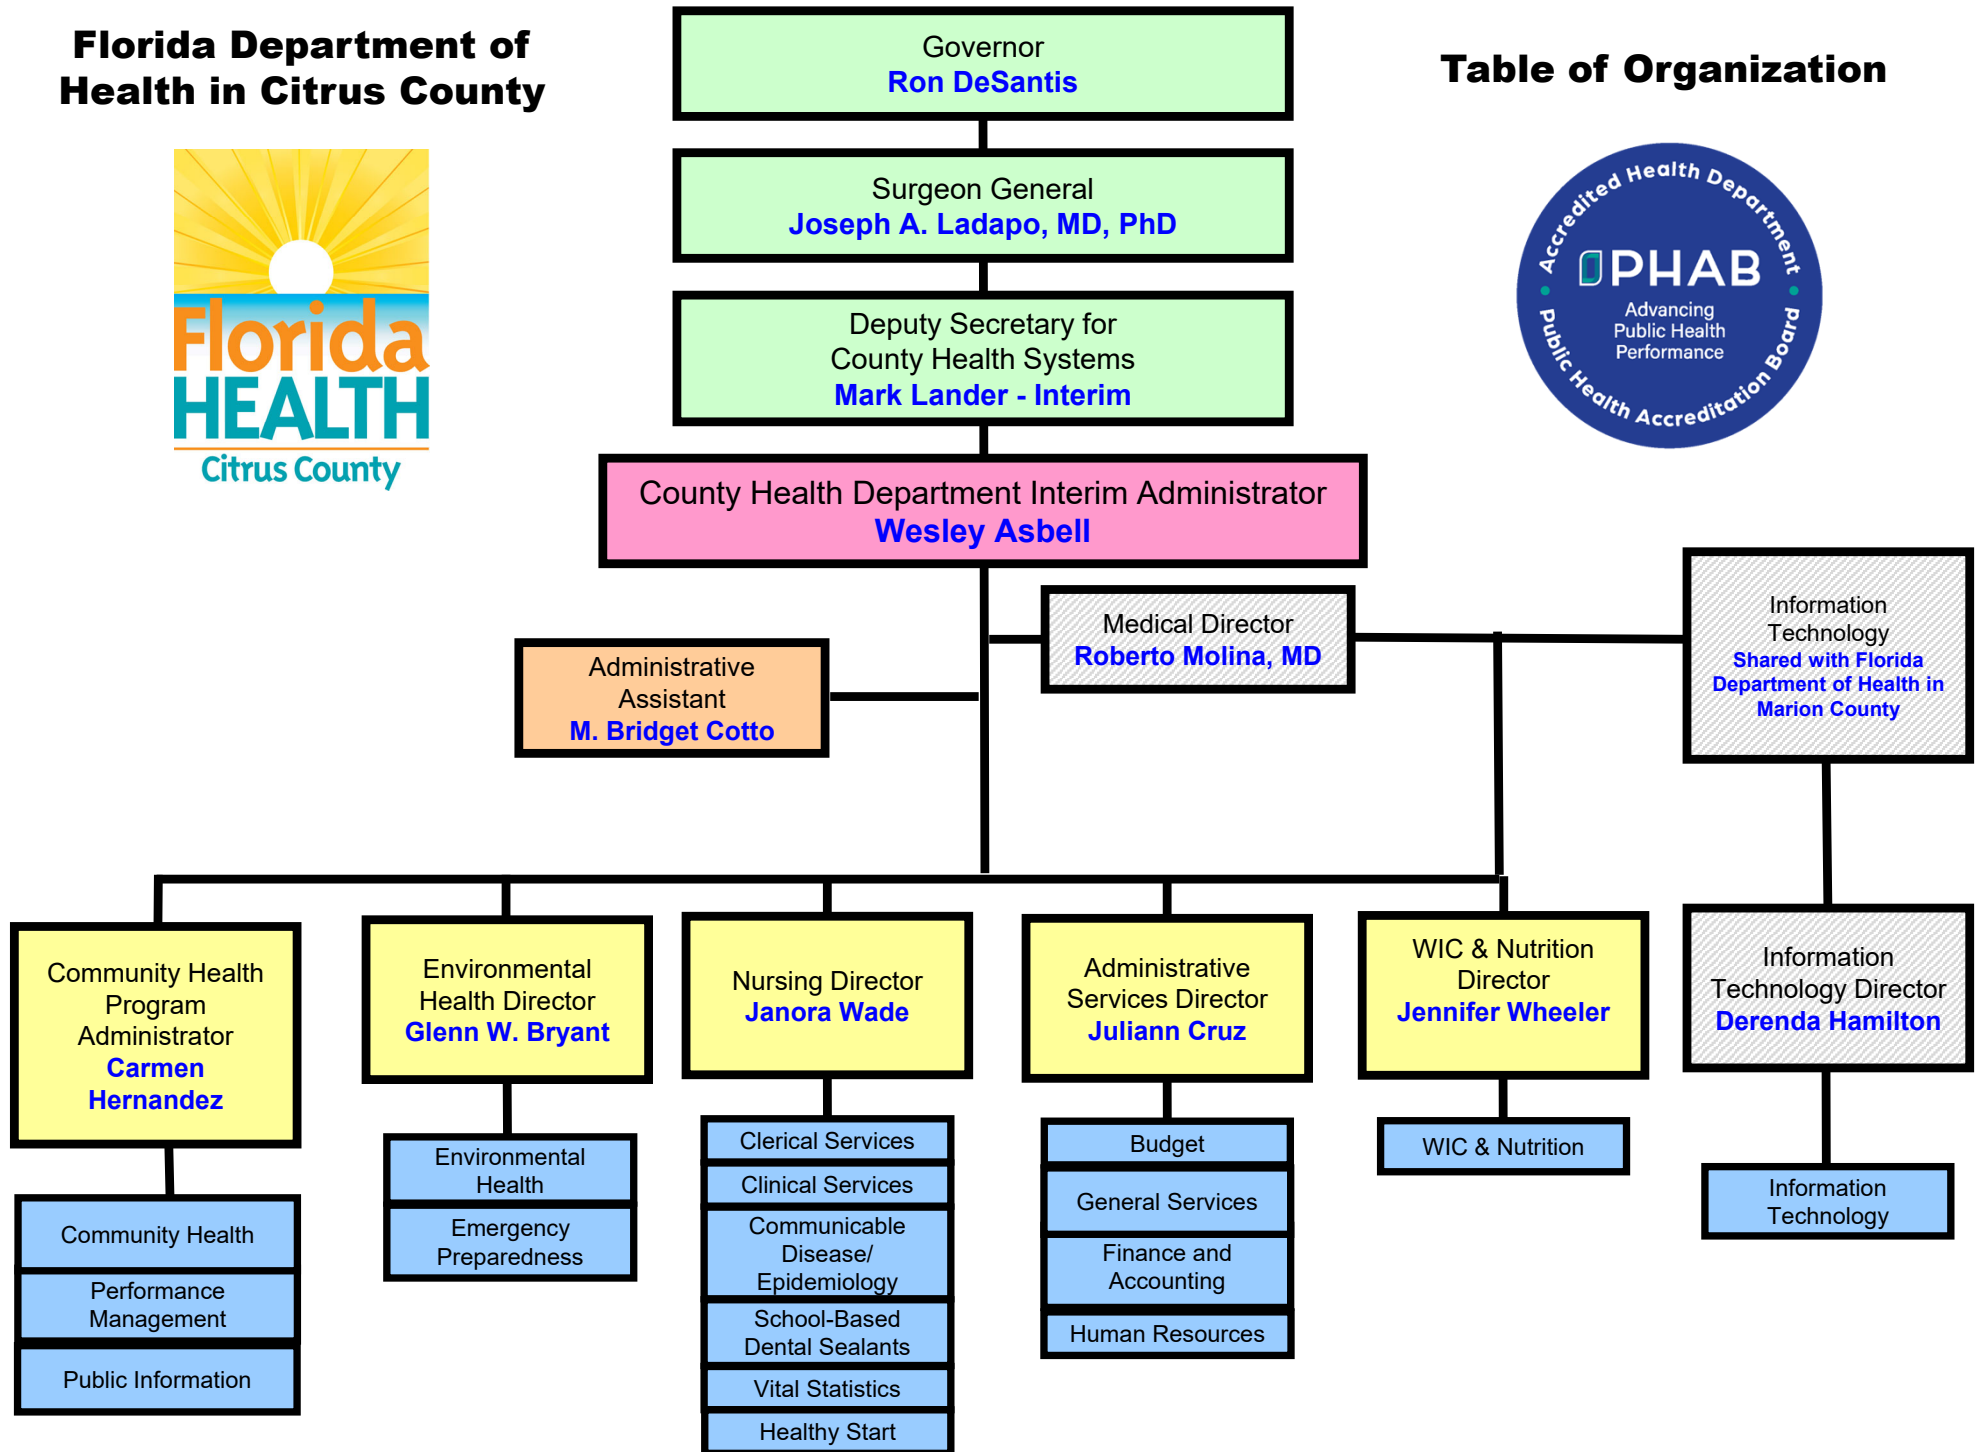 Florida Department of
Health in Citrus County
Table of Organization
Florida
HEALTH
Citrus County
Accredited Health Department
PHAB
Advancing
Public Health
Performance
Public Health Accreditation Board
Governor
Ron DeSantis
Surgeon General
Joseph A. Ladapo, MD, PhD
Deputy Secretary for
County Health Systems
Mark Lander - Interim
County Health Department Interim Administrator
Wesley Asbell
Medical Director
Roberto Molina, MD
Information
Technology
Shared with Florida
Department of Health in
Marion County
Administrative
Assistant
M. Bridget Cotto
Community Health
Program
Administrator
Carmen
Hernandez
Environmental
Health Director
Glenn W. Bryant
Nursing Director
Janora Wade
Administrative
Services Director
Juliann Cruz
WIC & Nutrition
Director
Jennifer Wheeler
Information
Technology Director
Derenda Hamilton
Community Health
Performance
Management
Public Information
Environmental
Health
Emergency
Preparedness
Clerical Services
Clinical Services
Communicable
Disease/
Epidemiology
School-Based
Dental Sealants
Vital Statistics
Healthy Start
Budget
General Services
Finance and
Accounting
Human Resources
WIC & Nutrition
Information
Technology